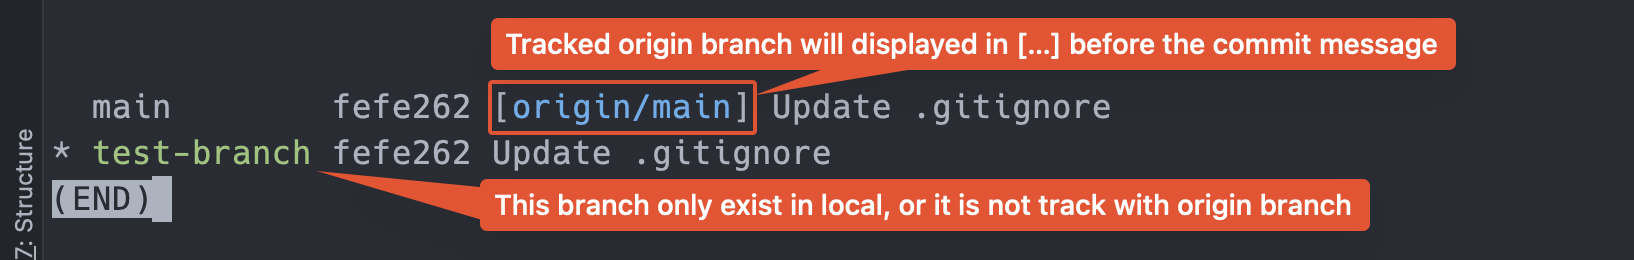 Tracked origin branch will displayed in [...] before the commit message
main fefe262 [origin/main] Update .gitignore
* test-branch fefe262 Update .gitignore
(END)
This branch only exist in local, or it is not track with origin branch
7: Structure